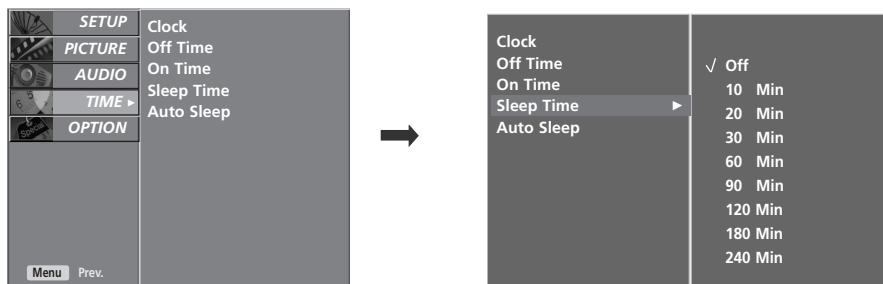 SETUP
PICTURE
AUDIO
TIME ►
OPTION
Clock
Off Time
On Time
Sleep Time
Auto Sleep
Menu Prev.
Clock
Off Time
On Time
Sleep Time ►
Auto Sleep
√ Off
10 Min
20 Min
30 Min
60 Min
90 Min
120 Min
180 Min
240 Min